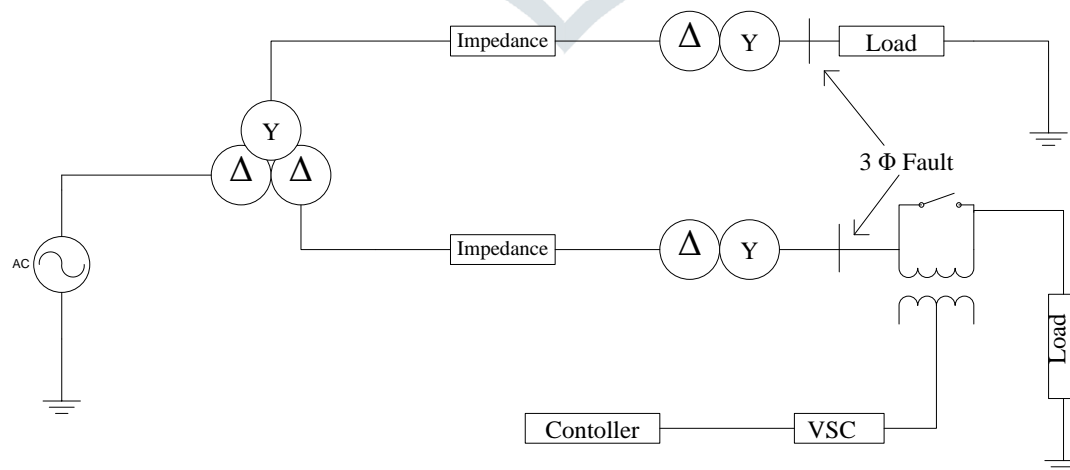 Impedance
Δ Y
Load
Y
Δ Δ
3 Φ Fault
Impedance
Δ Y
AC
Load
Contoller
VSC